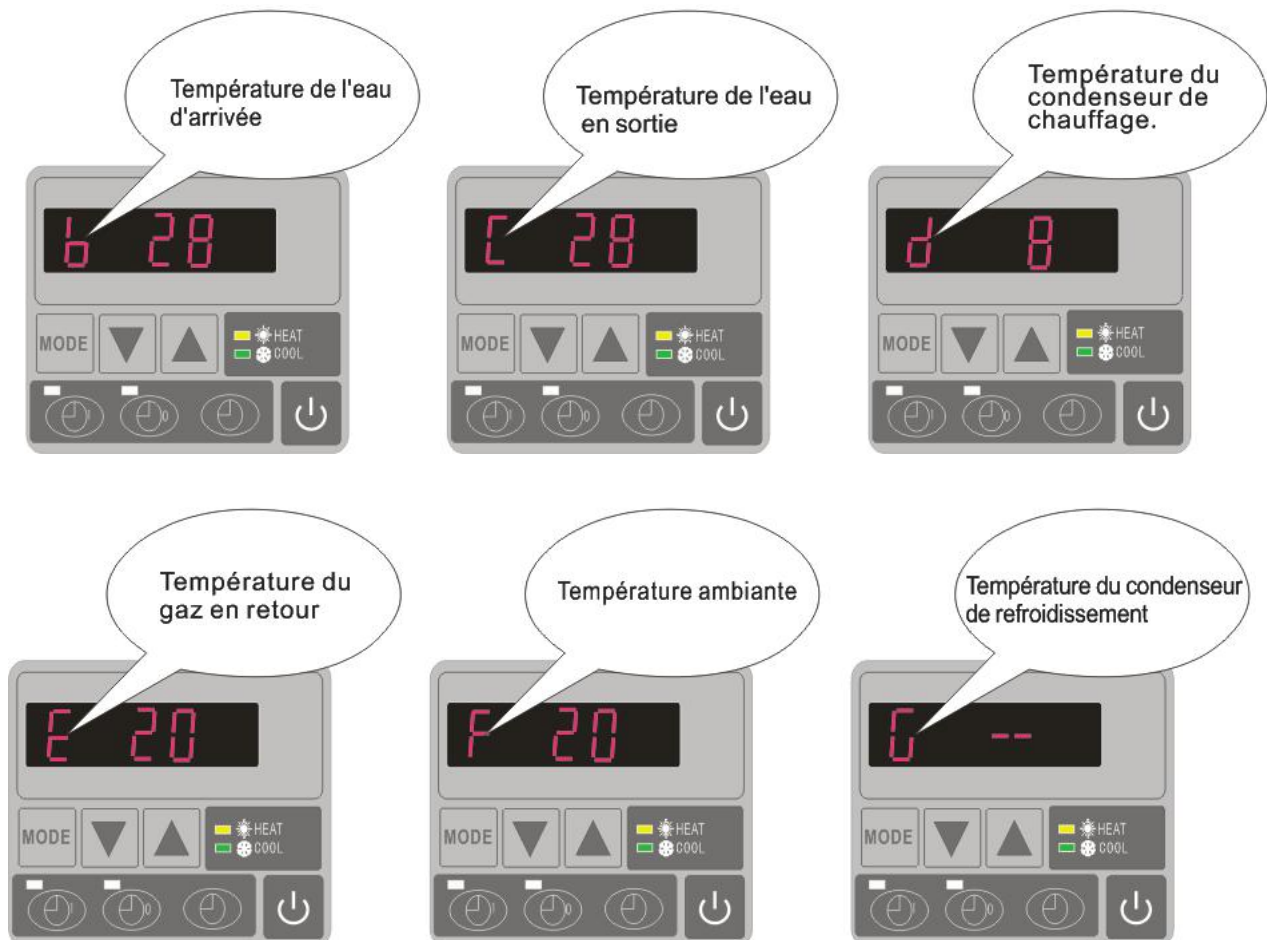 Température de l'eau
d'arrivée
Température de l'eau
en sortie
Température du
condenseur de
chauffage.
b 28
C 28
d 8
MODE
HEAT
COOL
MODE
HEAT
COOL
MODE
HEAT
COOL
Température du
gaz en retour
Température ambiante
Température du condenseur
de refroidissement
E 20
F 20
G --
MODE
HEAT
COOL
MODE
HEAT
COOL
MODE
HEAT
COOL